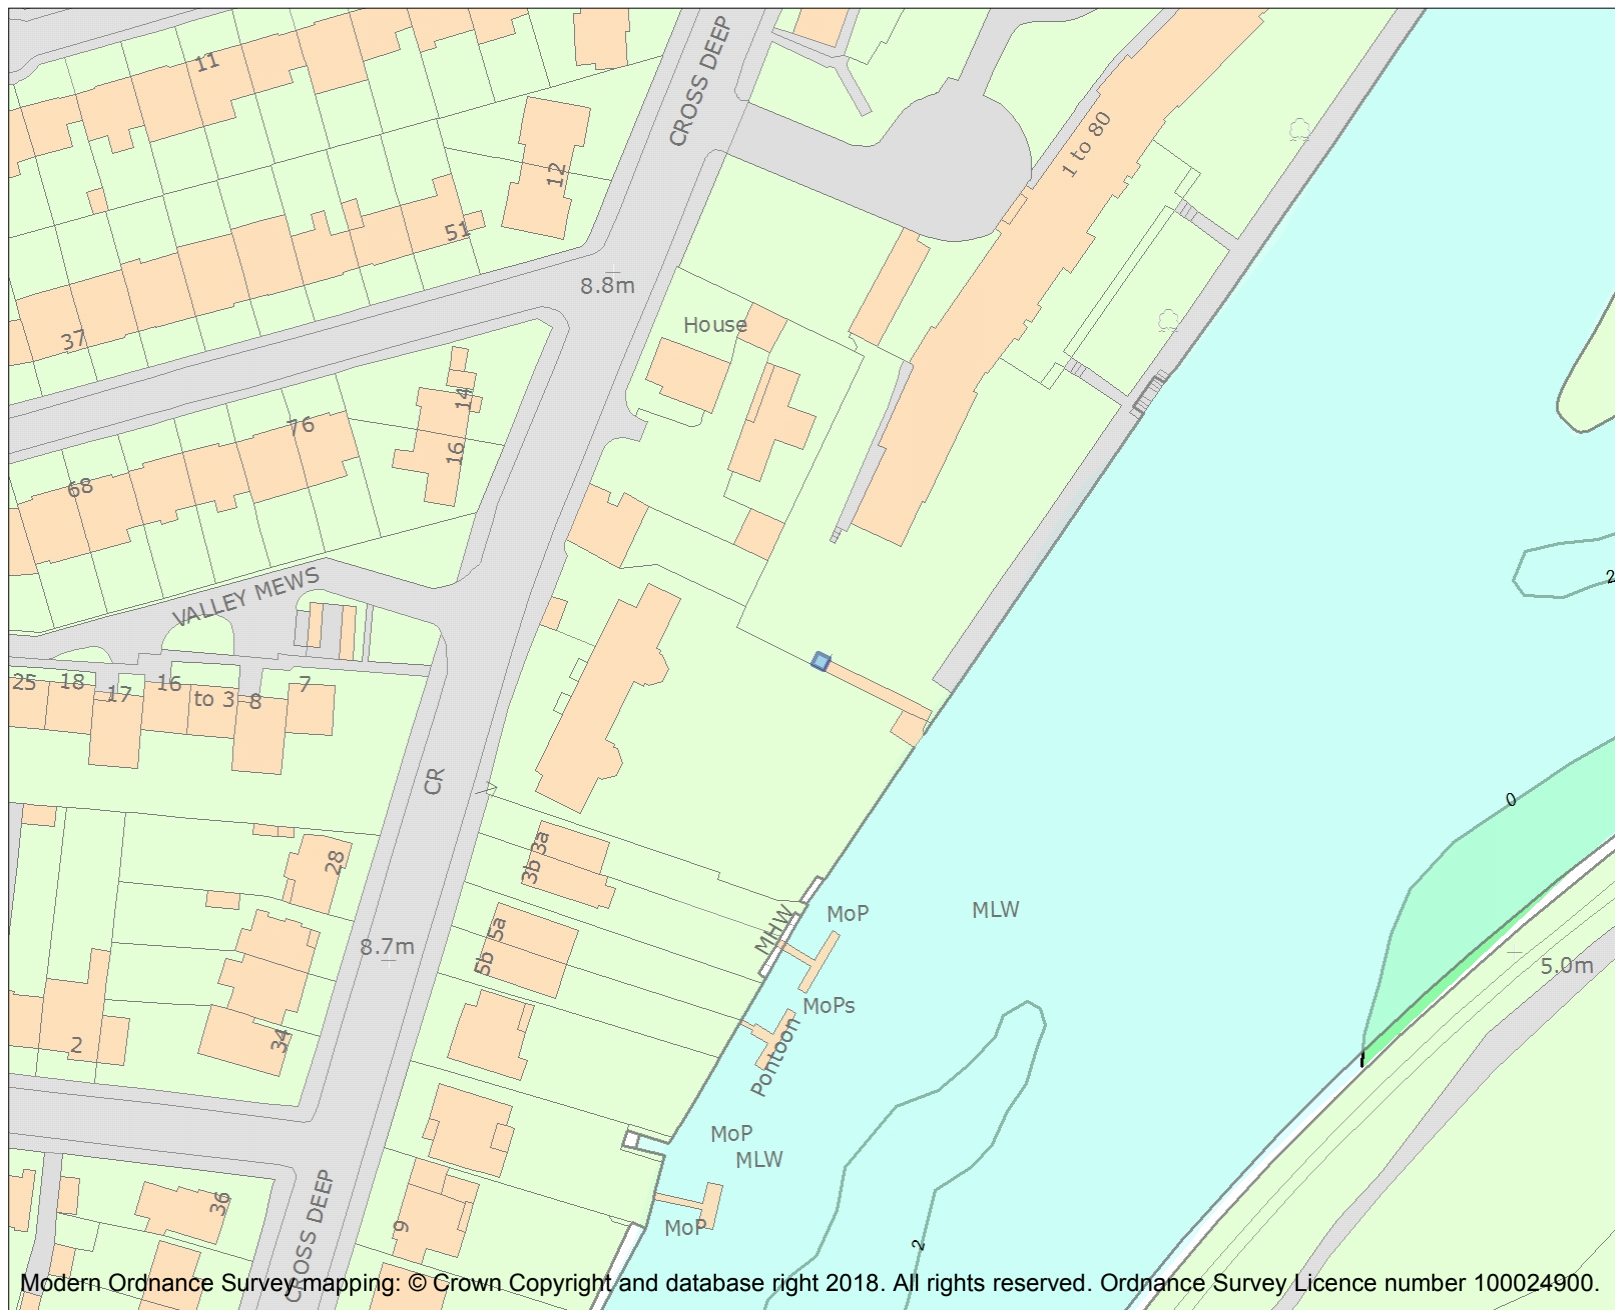 11
CROSS DEEP
1 to 80
12
51
8.8m
37
House
14
76
16
68
VALLEY MEWS
2
25
18
17
16
to 3
8
7
CR
0
3a
3b
28
MoP
MLW
MHW
5a
8.7m
5b
5.0m
MoPs
2
34
Pontoon
1
MoP
MLW
36
9
MoP
2
CROSS DEEP
Modern Ordnance Survey mapping: © Crown Copyright and database right 2018. All rights reserved. Ordnance Survey Licence number 100024900.